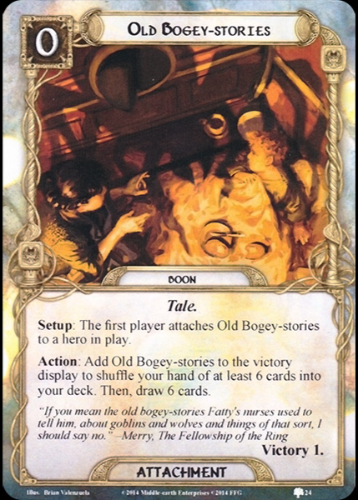 0
OLD BOGEY-STORIES
BOON
Tale.
Setup: The first player attaches Old Bogey-stories
to a hero in play.
Action: Add Old Bogey-stories to the victory
display to shuffle your hand of at least 6 cards into
your deck. Then, draw 6 cards.
"If you mean the old bogey-stories Fatty's nurses used to
tell him, about goblins and wolves and things of that sort, I
should say no." –Merry, The Fellowship of the Ring
Victory 1.
Illus. Brian Valenzuela ©2014 Middle-earth Enterprises ©2014 FFG 24
ATTACHMENT